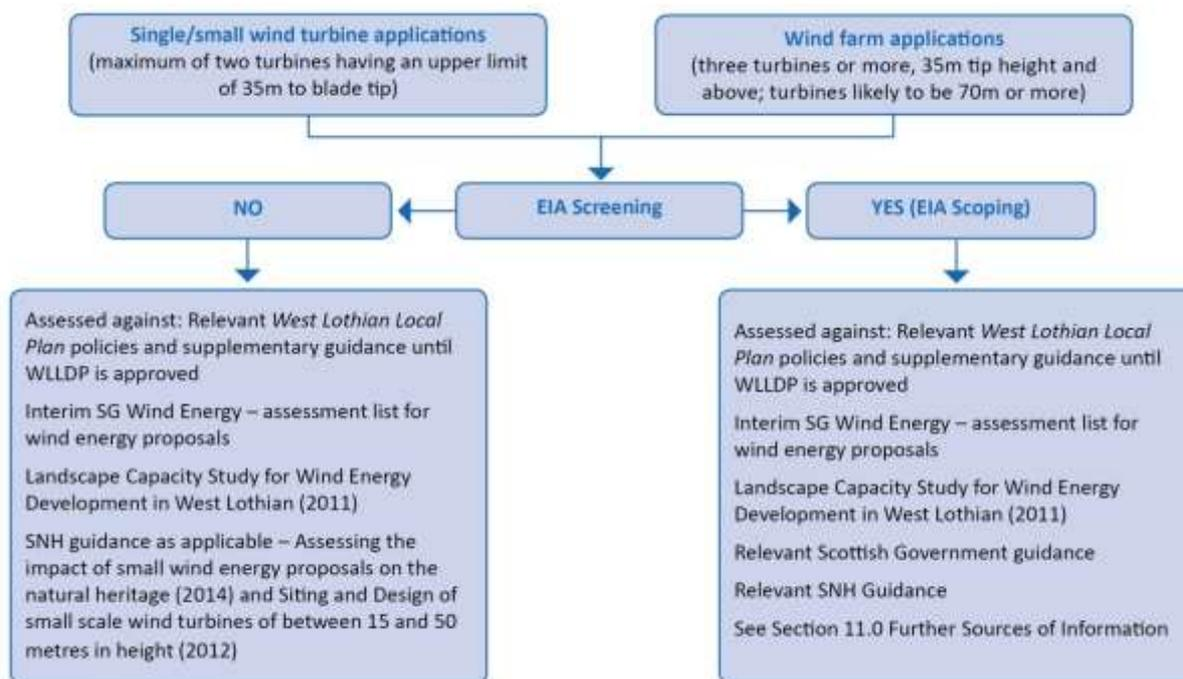 Single/small wind turbine applications
(maximum of two turbines having an upper limit
of 35m to blade tip)
Wind farm applications
(three turbines or more, 35m tip height and
above; turbines likely to be 70m or more)
NO
EIA Screening
YES (EIA Scoping)
Assessed against: Relevant West Lothian Local
Plan policies and supplementary guidance until
WLLDP is approved
Interim SG Wind Energy – assessment list for
wind energy proposals
Landscape Capacity Study for Wind Energy
Development in West Lothian (2011)
SNH guidance as applicable – Assessing the
impact of small wind energy proposals on the
natural heritage (2014) and Siting and Design of
small scale wind turbines of between 15 and 50
metres in height (2012)
Assessed against: Relevant West Lothian Local
Plan policies and supplementary guidance until
WLLDP is approved
Interim SG Wind Energy – assessment list for
wind energy proposals
Landscape Capacity Study for Wind Energy
Development in West Lothian (2011)
Relevant Scottish Government guidance
Relevant SNH Guidance
See Section 11.0 Further Sources of Information